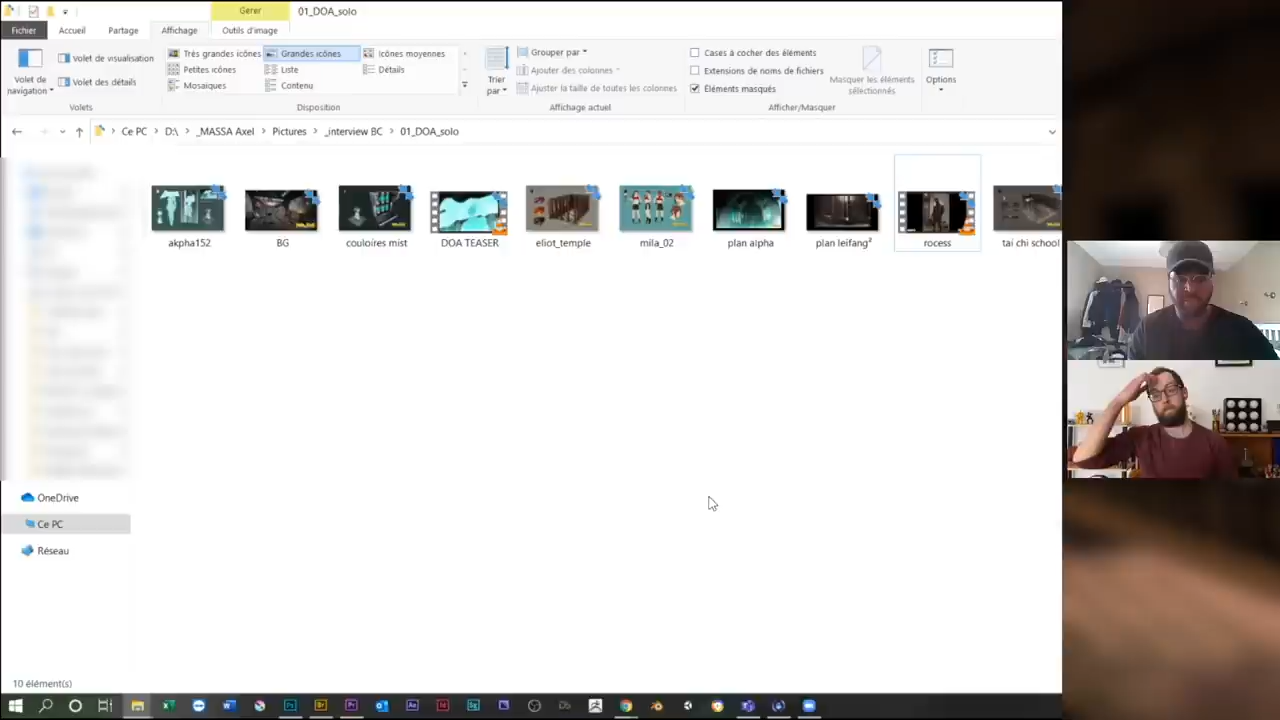 Gérer
01_DOA_solo
Fichier
Accueil
Partage
Affichage
Outils d'image
Volet de navigation
Volet de visualisation
Volet des détails
Volets
Très grandes icônes
Grandes icônes
Icônes moyennes
Petites icônes
Liste
Détails
Mosaïques
Contenu
Disposition
Trier par
Grouper par
Ajouter des colonnes
Ajuster la taille de toutes les colonnes
Affichage actuel
Cases à cocher des éléments
Extensions de noms de fichiers
Éléments masqués
Masquer les éléments sélectionnés
Afficher/Masquer
Options
Ce PC > D:\ > _MASSA Axel > Pictures > _interview BC > 01_DOA_solo
akpha152
BG
couloires mist
DOA TEASER
eliot_temple
mila_02
plan alpha
plan leifang²
rocess
tai chi school
OneDrive
Ce PC
Réseau
10 élément(s)